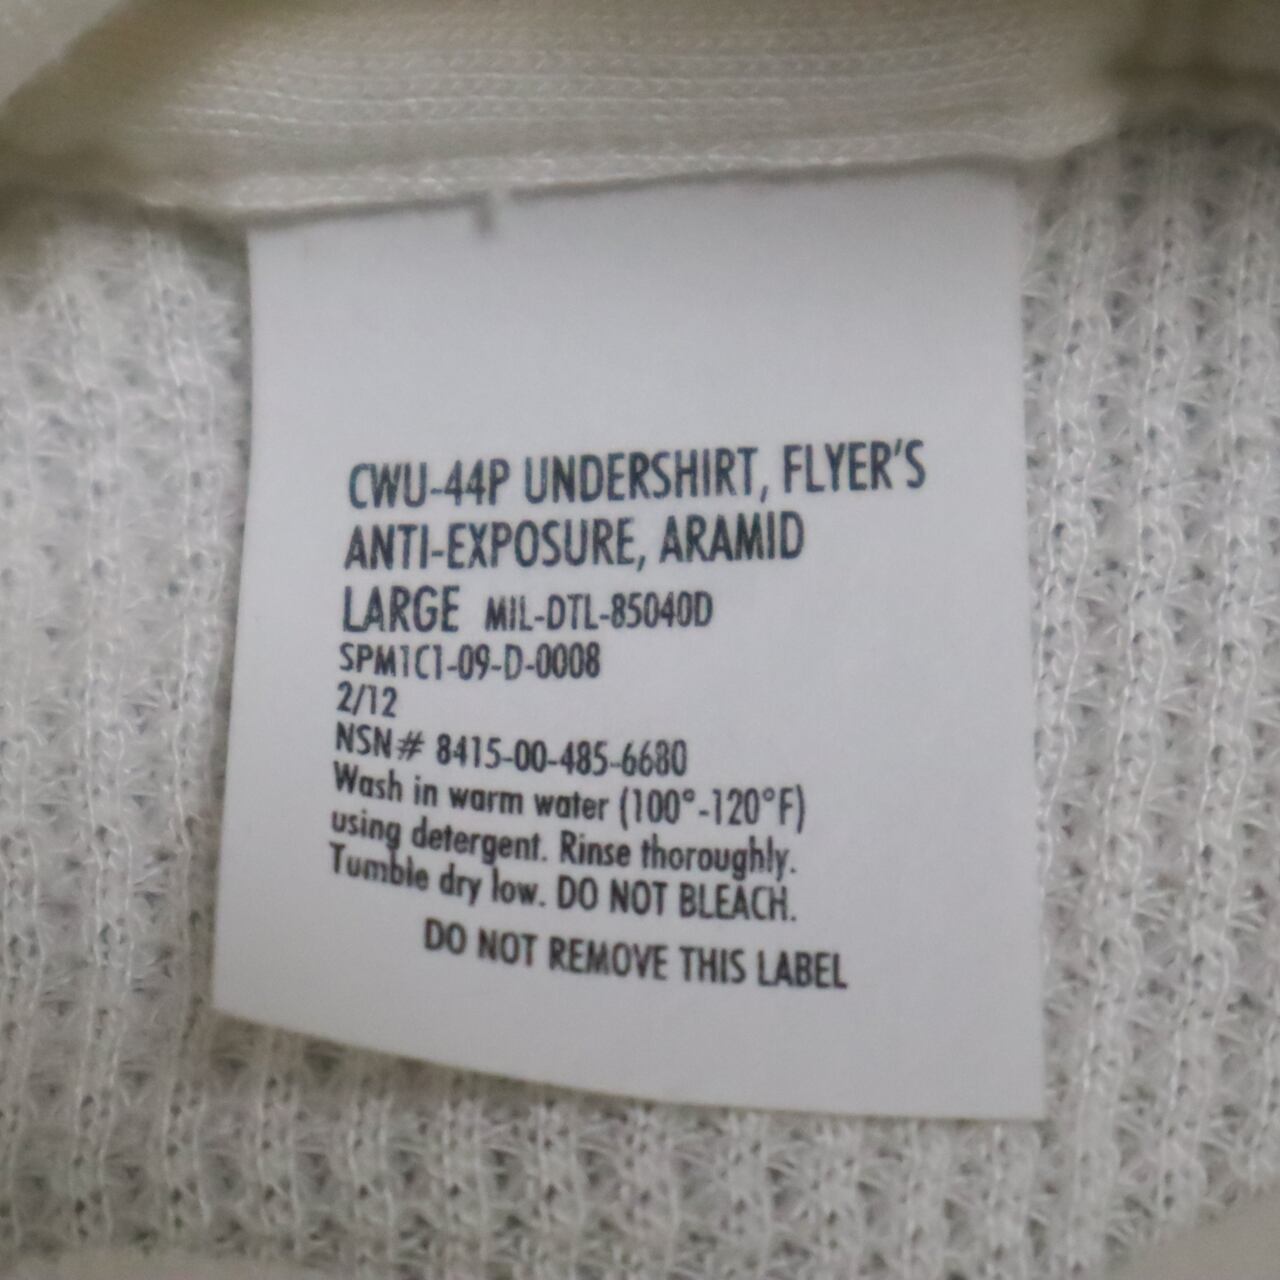 CWU-44P UNDERSHIRT, FLYER'S
ANTI-EXPOSURE, ARAMID
LARGE MIL-DTL-85040D
SPM1C1-09-D-0008
2/12
NSN# 8415-00-485-6680
Wash in warm water (100°-120°F)
using detergent. Rinse thoroughly.
Tumble dry low. DO NOT BLEACH.
DO NOT REMOVE THIS LABEL